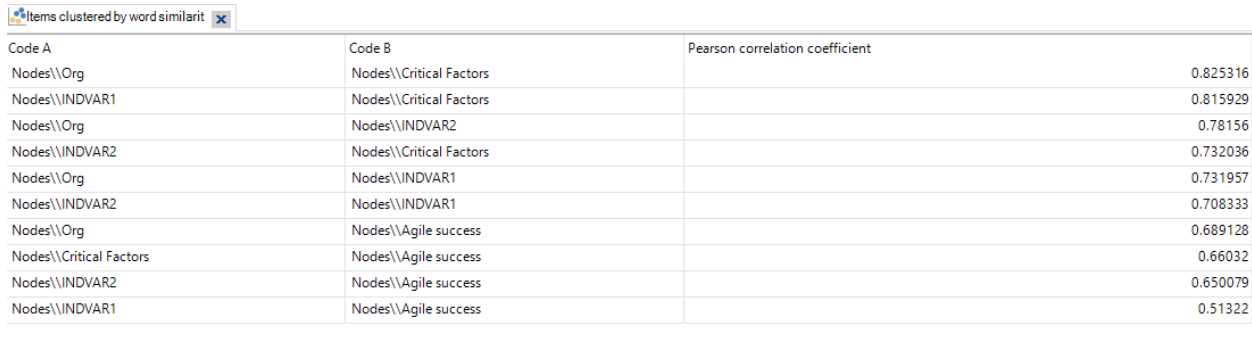 Items clustered by word similarit
Code A Code B Pearson correlation coefficient
Nodes\\Org Nodes\\Critical Factors 0.825316
Nodes\\INDVAR1 Nodes\\Critical Factors 0.815929
Nodes\\Org Nodes\\INDVAR2 0.78156
Nodes\\INDVAR2 Nodes\\Critical Factors 0.732036
Nodes\\Org Nodes\\INDVAR1 0.731957
Nodes\\INDVAR2 Nodes\\INDVAR1 0.708333
Nodes\\Org Nodes\\Agile success 0.689128
Nodes\\Critical Factors Nodes\\Agile success 0.66032
Nodes\\INDVAR2 Nodes\\Agile success 0.650079
Nodes\\INDVAR1 Nodes\\Agile success 0.51322